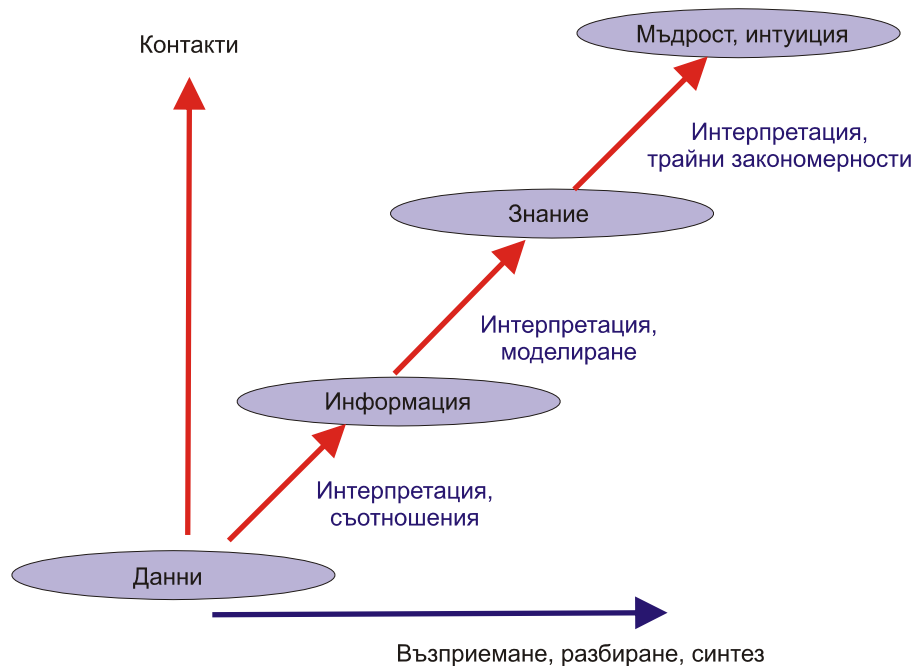 Контакти
Мъдрост, интуиция
Интерпретация,
трайни закономерности
Знание
Интерпретация,
моделиране
Информация
Интерпретация,
съотношения
Данни
Възприемане, разбиране, синтез